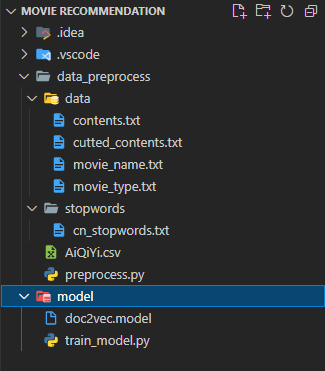 MOVIE RECOMMENDATION
.idea
.vscode
data_preprocess
data
contents.txt
cutted_contents.txt
movie_name.txt
movie_type.txt
stopwords
cn_stopwords.txt
AiQiYi.csv
preprocess.py
model
doc2vec.model
train_model.py